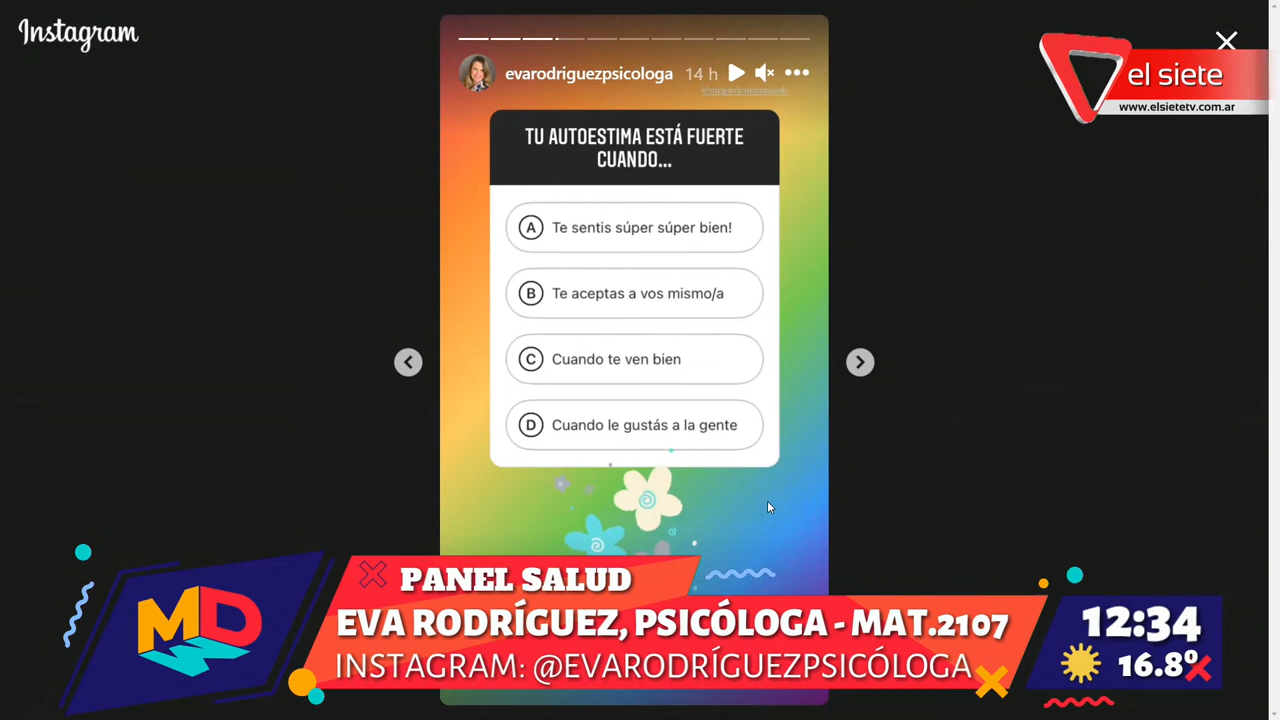 Instagram
evarodriguezpsicologa 14 h
@mejordemananank
el siete
www.elsietetv.com.ar
TU AUTOESTIMA ESTÁ FUERTE
CUANDO...
A Te sentis súper súper bien!
B Te aceptas a vos mismo/a
C Cuando te ven bien
D Cuando le gustás a la gente
MD
PANEL SALUD
EVA RODRÍGUEZ, PSICÓLOGA - MAT.2107
INSTAGRAM: @EVARODRÍGUEZPSICÓLOGA
12:34
16.8º